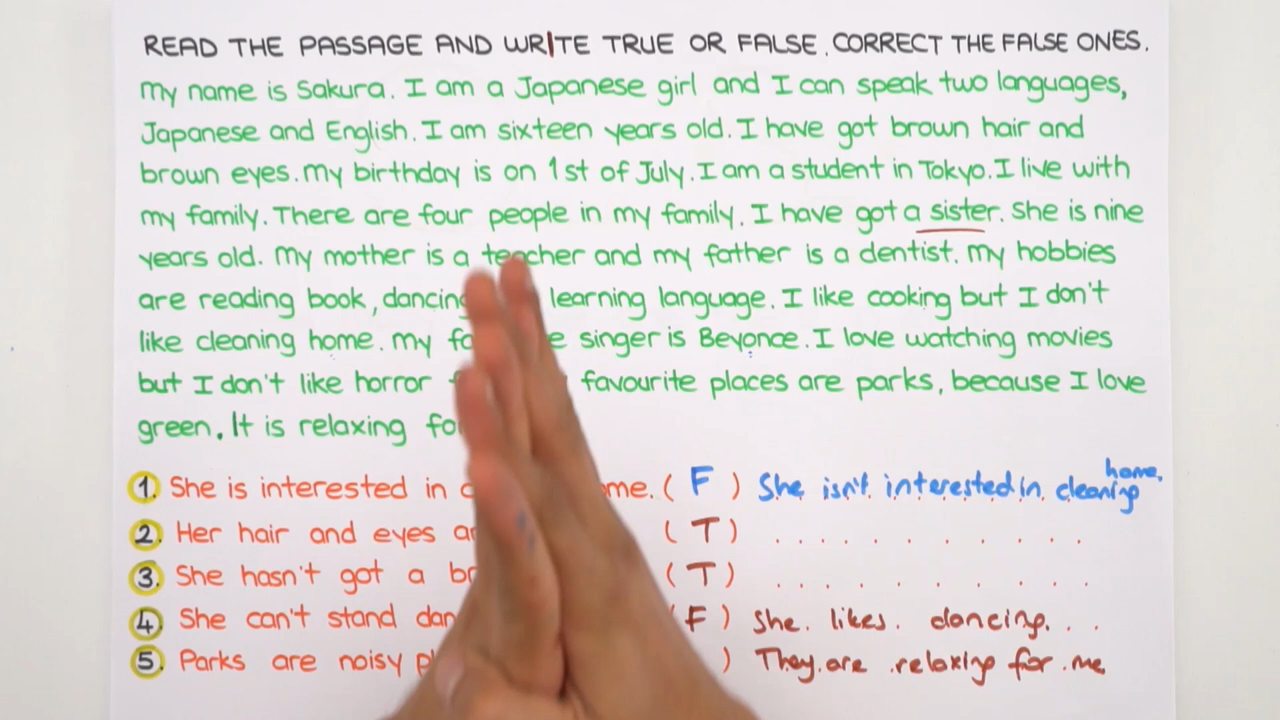 READ THE PASSAGE AND WRITE TRUE OR FALSE. CORRECT THE FALSE ONES.
My name is Sakura. I am a Japanese girl and I can speak two languages,
Japanese and English. I am sixteen years old. I have got brown hair and
brown eyes. My birthday is on 1st of July. I am a student in Tokyo. I live with
my family. There are four people in my family. I have got a sister. She is nine
years old. My mother is a teacher and my father is a dentist. My hobbies
are reading book, dancing learning language. I like cooking but I don't
like cleaning home. My singer is Beyonce. I love watching movies
but I don't like horror favourite places are parks, because I love
green. It is relaxing
1. She is interested in (F) She isn't interested in cleaning home.
2. Her hair and eyes (T)
3. She hasn't got a (T)
4. She can't stand (F) She likes dancing.
5. Parks are noisy ) They are relaxing for me